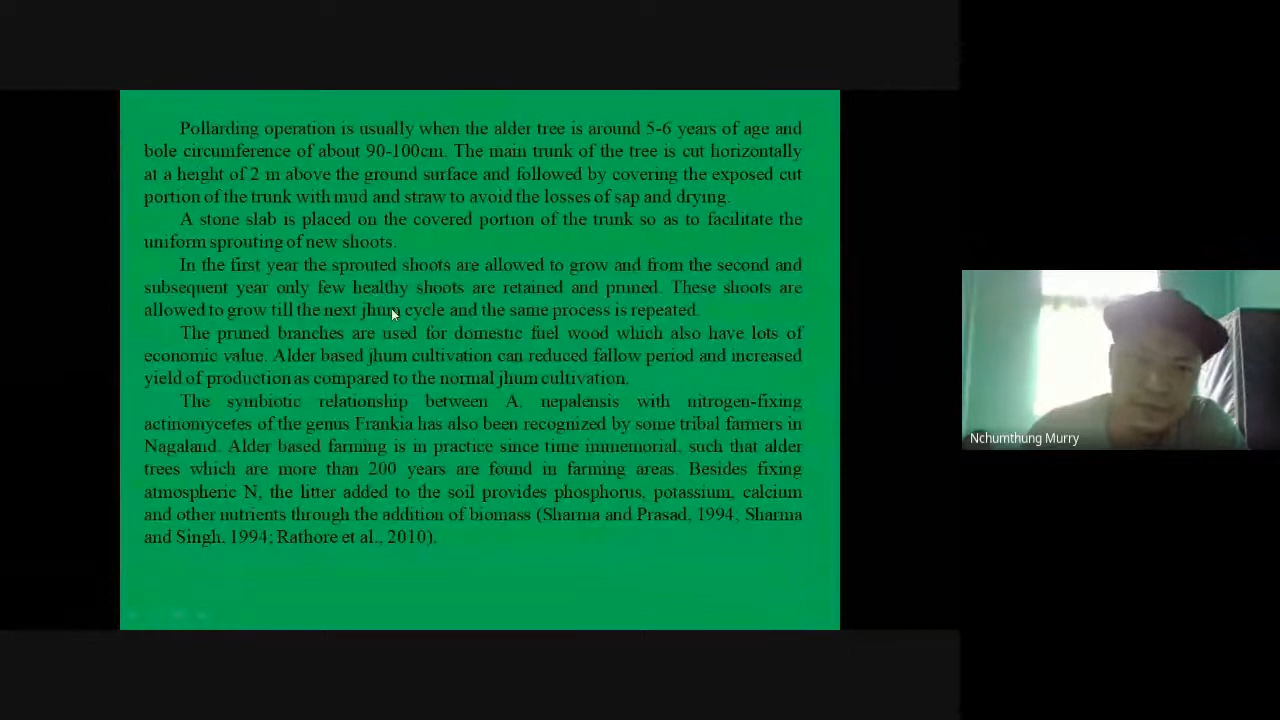 Pollarding operation is usually when the alder tree is around 5-6 years of age and
bole circumference of about 90-100cm. The main trunk of the tree is cut horizontally
at a height of 2 m above the ground surface and followed by covering the exposed cut
portion of the trunk with mud and straw to avoid the losses of sap and drying.
A stone slab is placed on the covered portion of the trunk so as to facilitate the
uniform sprouting of new shoots.
In the first year the sprouted shoots are allowed to grow and from the second and
subsequent year only few healthy shoots are retained and pruned. These shoots are
allowed to grow till the next jhum cycle and the same process is repeated.
The pruned branches are used for domestic fuel wood which also have lots of
economic value. Alder based jhum cultivation can reduced fallow period and increased
yield of production as compared to the normal jhum cultivation.
The symbiotic relationship between A. nepalensis with nitrogen-fixing
actinomycetes of the genus Frankia has also been recognized by some tribal farmers in
Nagaland. Alder based farming is in practice since time immemorial, such that alder
trees which are more than 200 years are found in farming areas. Besides fixing
atmospheric N, the litter added to the soil provides phosphorus, potassium, calcium
and other nutrients through the addition of biomass (Sharma and Prasad, 1994, Sharma
and Singh, 1994; Rathore et al., 2010).
Nchumthung Murry